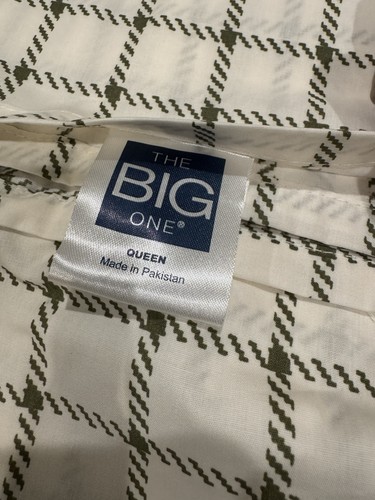 THE
BIG
ONE®
QUEEN
Made in Pakistan